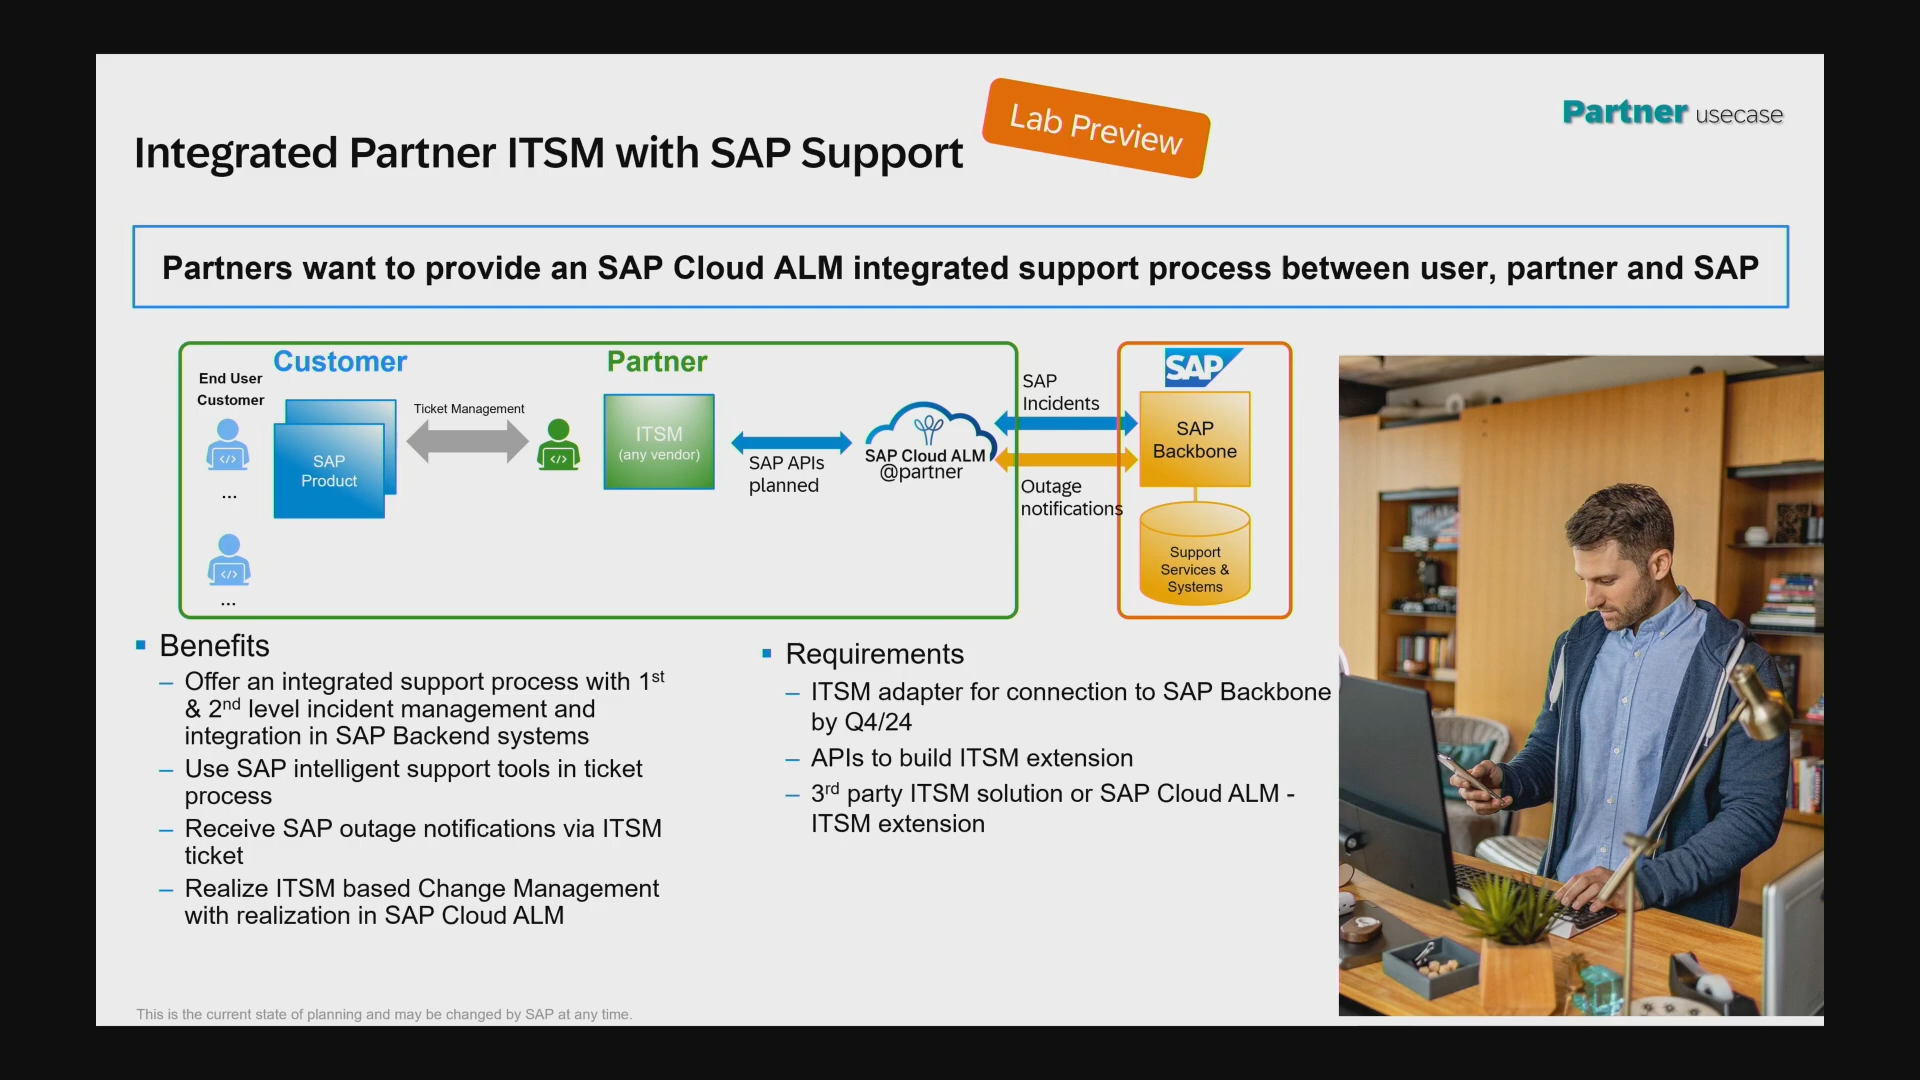 Lab Preview
Partner usecase
Integrated Partner ITSM with SAP Support
Partners want to provide an SAP Cloud ALM integrated support process between user, partner and SAP
Customer
Partner
End User
Customer
...
...
SAP
Product
Ticket Management
ITSM
(any vendor)
SAP APIs
planned
SAP Cloud ALM
@partner
SAP
Incidents
Outage
notifications
SAP
SAP
Backbone
Support
Services &
Systems
Benefits
– Offer an integrated support process with 1st
& 2nd level incident management and
integration in SAP Backend systems
– Use SAP intelligent support tools in ticket
process
– Receive SAP outage notifications via ITSM
ticket
– Realize ITSM based Change Management
with realization in SAP Cloud ALM
Requirements
– ITSM adapter for connection to SAP Backbone
by Q4/24
– APIs to build ITSM extension
– 3rd party ITSM solution or SAP Cloud ALM -
ITSM extension
This is the current state of planning and may be changed by SAP at any time.